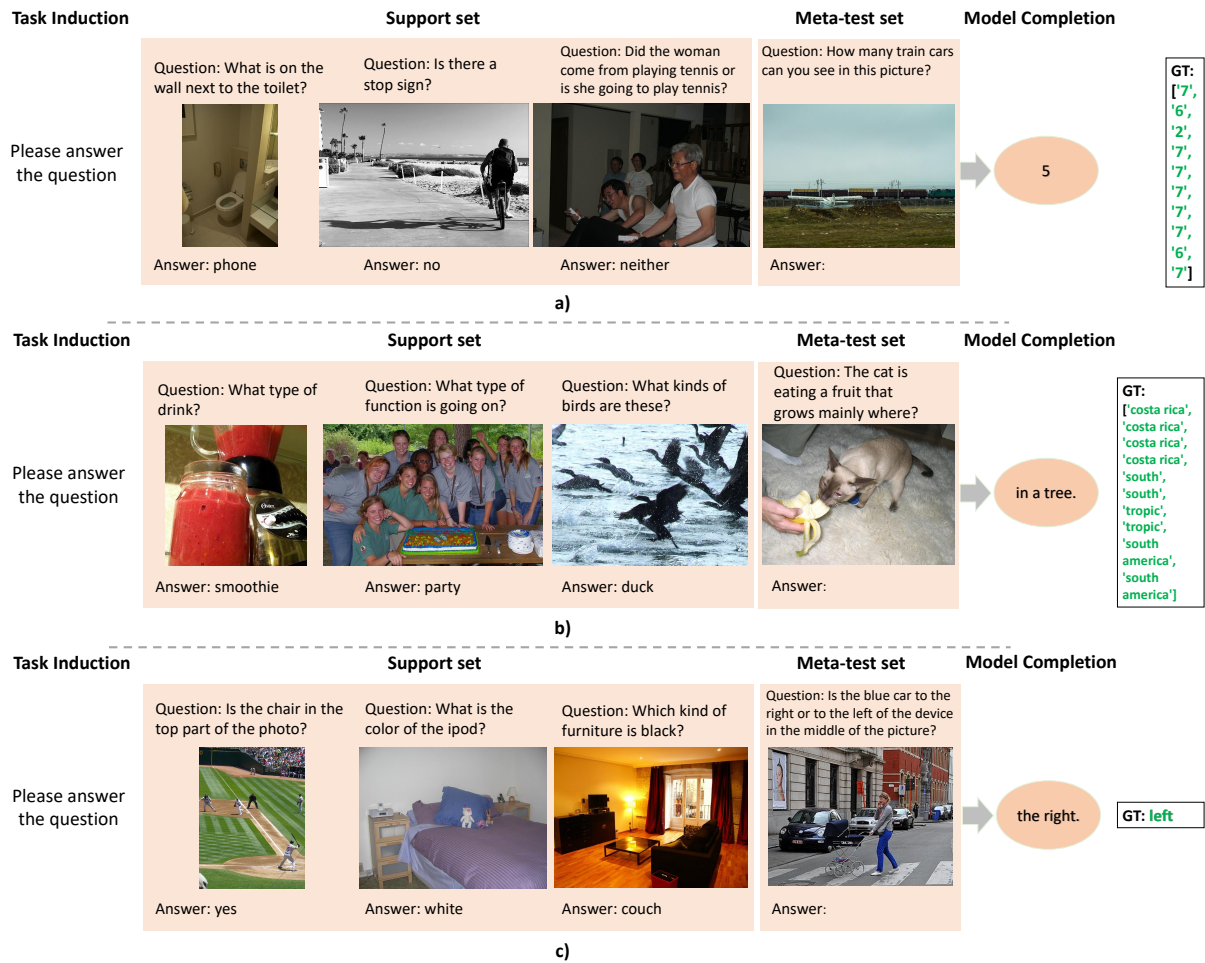 Task Induction
Support set
Meta-test set
Model Completion
Please answer
the question
Question: What is on the
wall next to the toilet?
Answer: phone
Question: Is there a
stop sign?
Answer: no
Question: Did the woman
come from playing tennis or
is she going to play tennis?
Answer: neither
Question: How many train cars
can you see in this picture?
Answer:
5
GT:
['7',
'6',
'2',
'7',
'7',
'7',
'7',
'7',
'6',
'7']
a)
Task Induction
Support set
Meta-test set
Model Completion
Please answer
the question
Question: What type of
drink?
Answer: smoothie
Question: What type of
function is going on?
Answer: party
Question: What kinds of
birds are these?
Answer: duck
Question: The cat is
eating a fruit that
grows mainly where?
Answer:
in a tree.
GT:
['costa rica',
'costa rica',
'costa rica',
'costa rica',
'south',
'south',
'tropic',
'tropic',
'south
america',
'south
america']
b)
Task Induction
Support set
Meta-test set
Model Completion
Please answer
the question
Question: Is the chair in the
top part of the photo?
Answer: yes
Question: What is the
color of the ipod?
Answer: white
Question: Which kind of
furniture is black?
Answer: couch
Question: Is the blue car to the
right or to the left of the device
in the middle of the picture?
Answer:
the right.
GT: left
c)